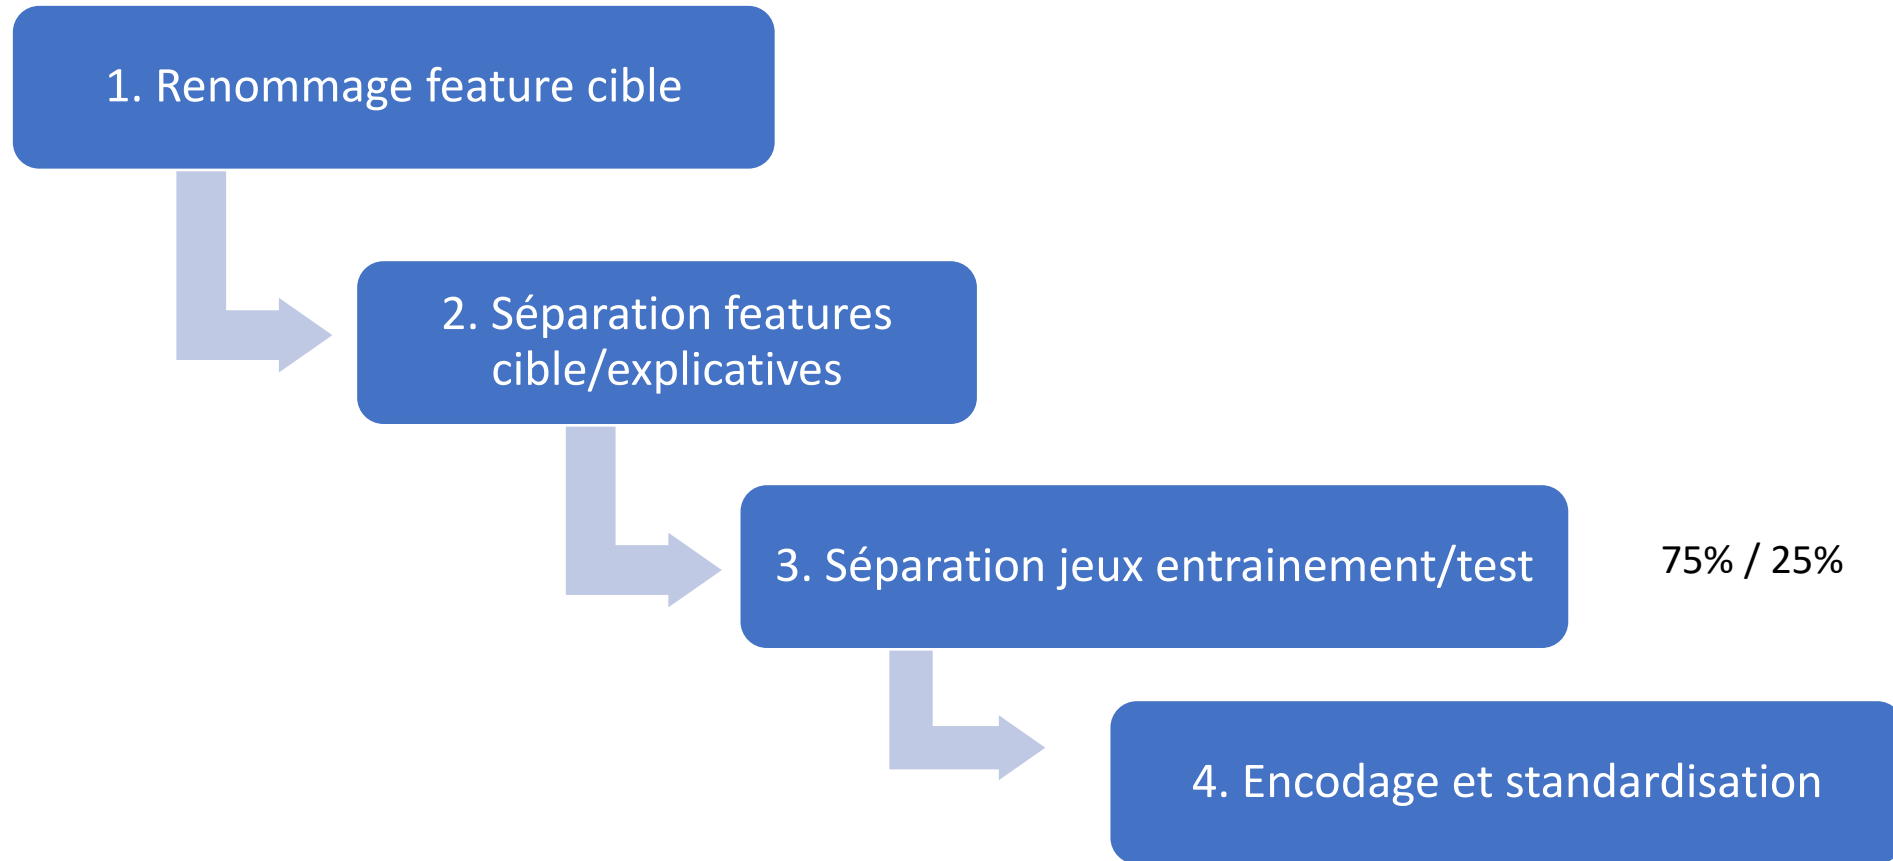 1. Renommage feature cible
2. Séparation features
cible/explicatives
3. Séparation jeux entrainement/test
75% / 25%
4. Encodage et standardisation